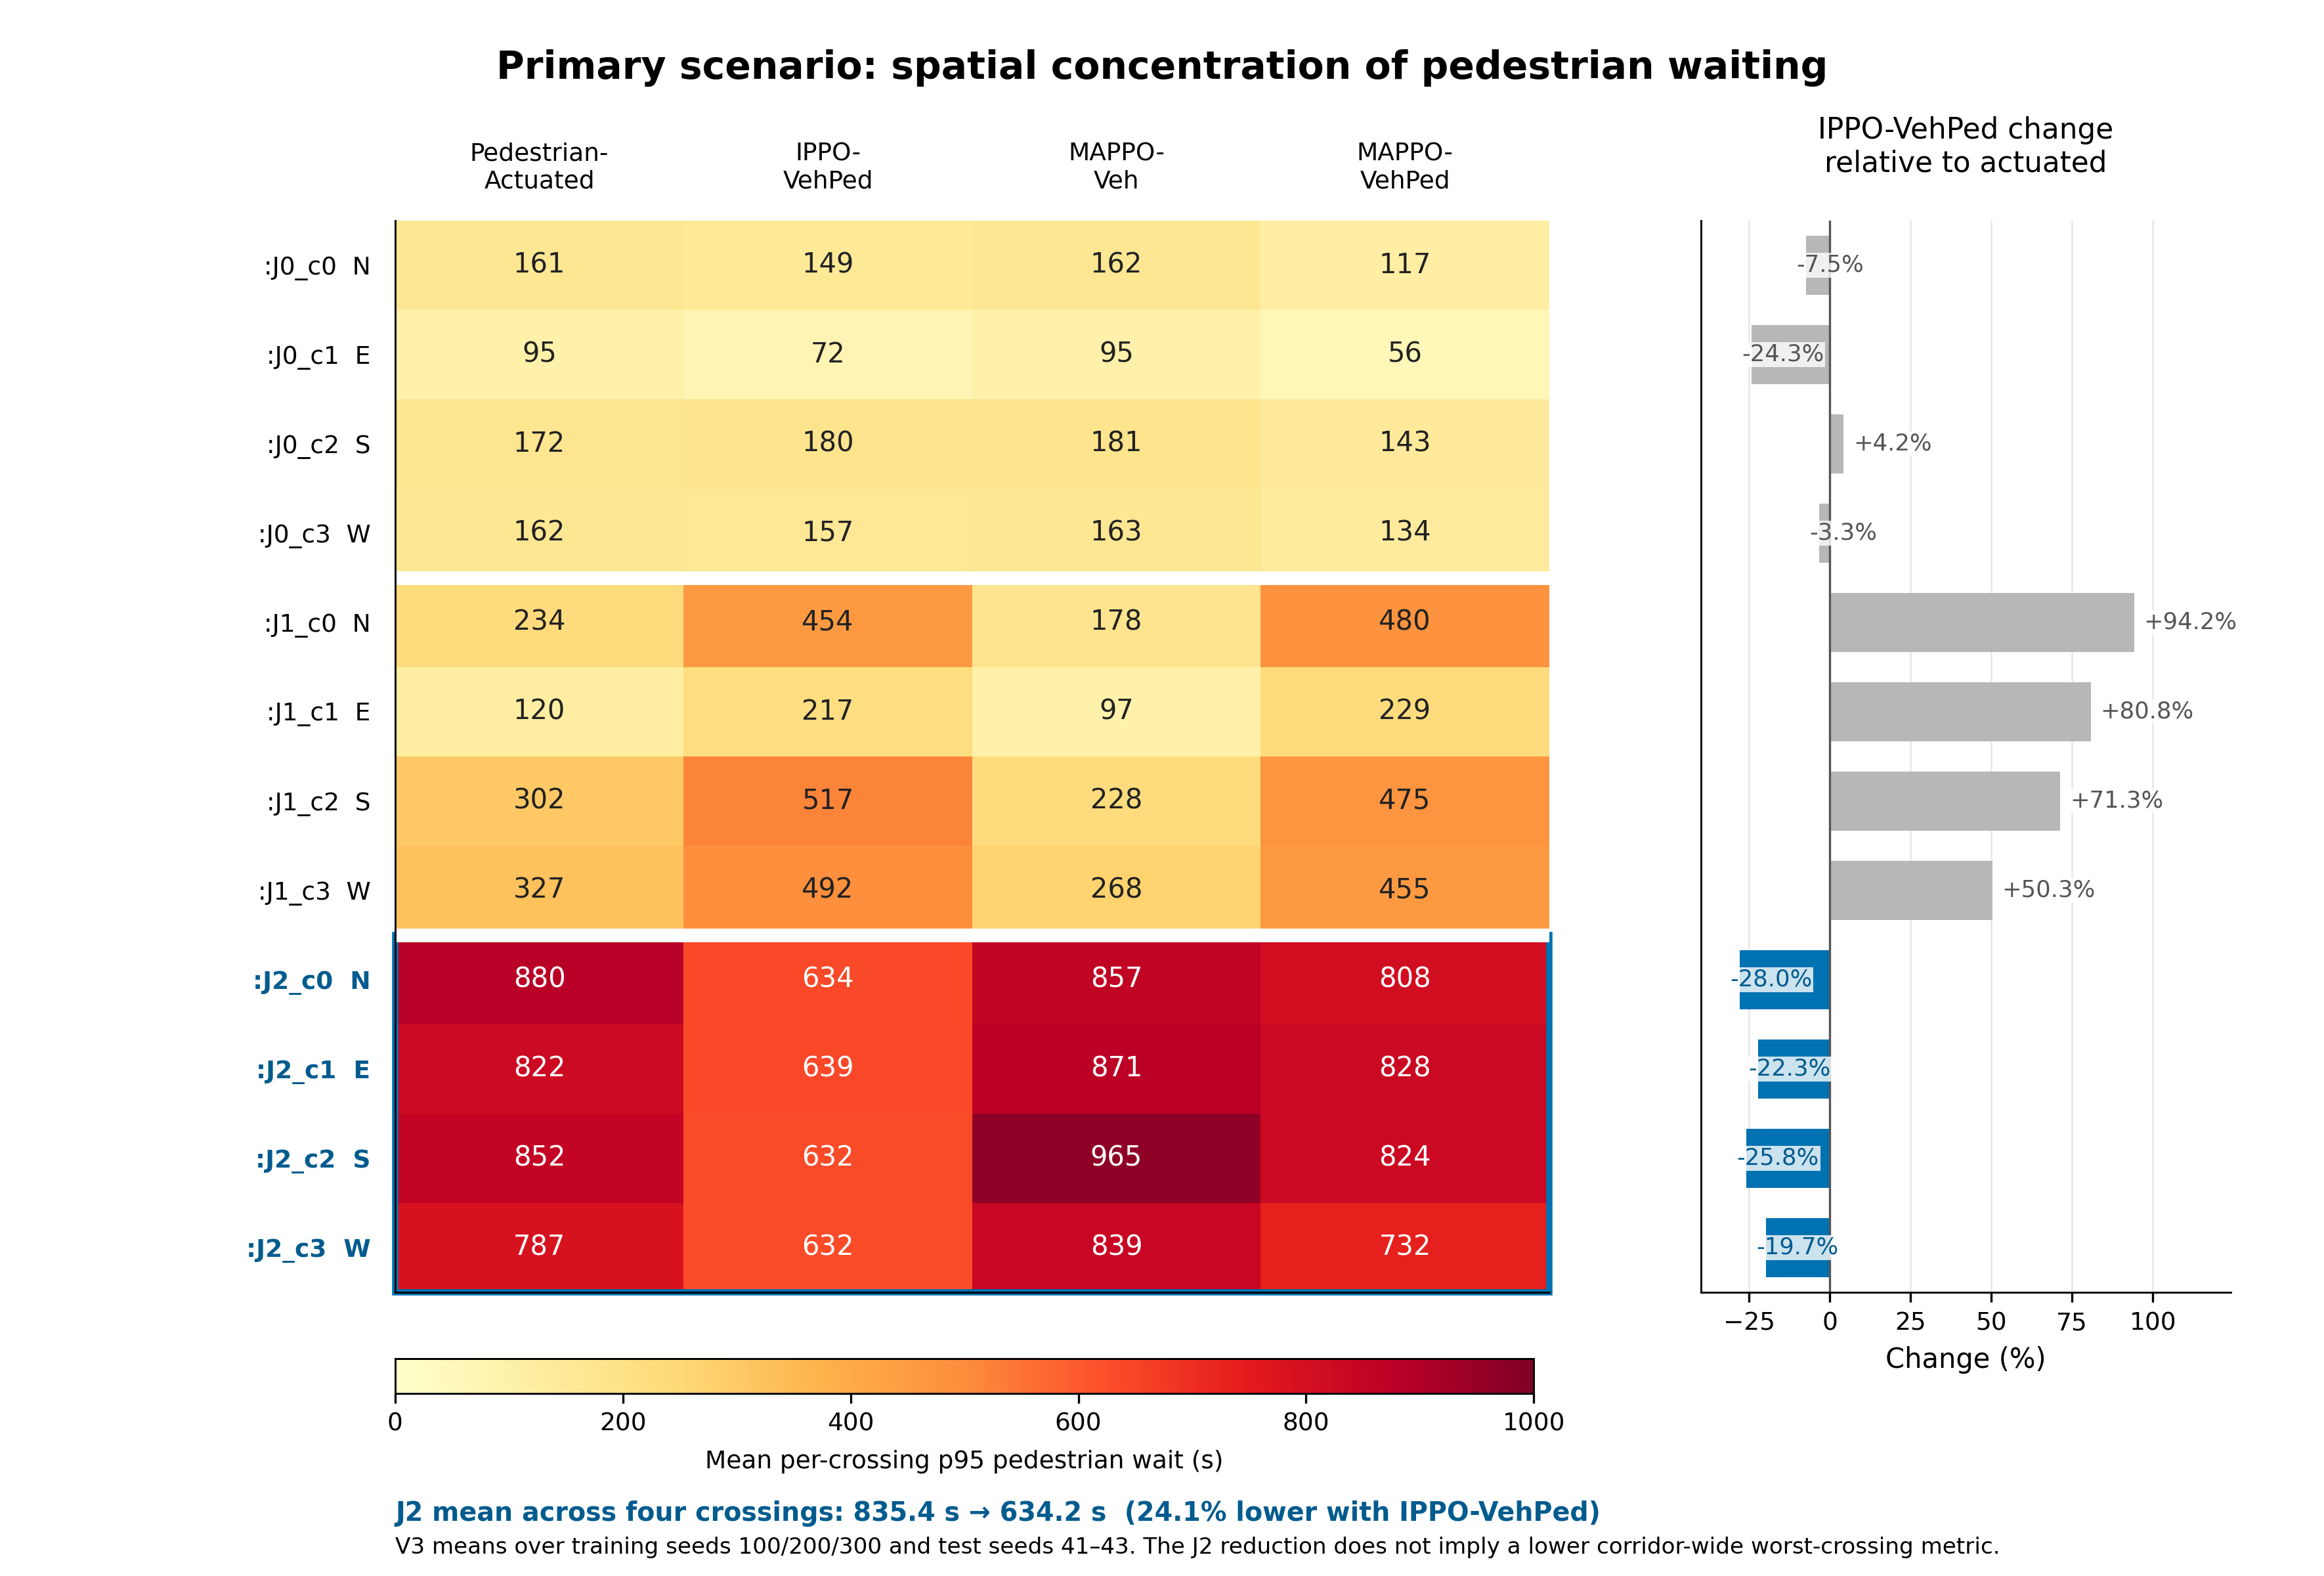 Primary scenario: spatial concentration of pedestrian waiting
Pedestrian-
Actuated
IPPO-
VehPed
MAPPO-
Veh
MAPPO-
VehPed
IPPO-VehPed change
relative to actuated
:J0_c0 N 161 149 162 117 -7.5%
:J0_c1 E 95 72 95 56 -24.3%
:J0_c2 S 172 180 181 143 +4.2%
:J0_c3 W 162 157 163 134 -3.3%
:J1_c0 N 234 454 178 480 +94.2%
:J1_c1 E 120 217 97 229 +80.8%
:J1_c2 S 302 517 228 475 +71.3%
:J1_c3 W 327 492 268 455 +50.3%
:J2_c0 N 880 634 857 808 -28.0%
:J2_c1 E 822 639 871 828 -22.3%
:J2_c2 S 852 632 965 824 -25.8%
:J2_c3 W 787 632 839 732 -19.7%
−25 0 25 50 75 100
Change (%)
0 200 400 600 800 1000
Mean per-crossing p95 pedestrian wait (s)
J2 mean across four crossings: 835.4 s → 634.2 s (24.1% lower with IPPO-VehPed)
V3 means over training seeds 100/200/300 and test seeds 41–43. The J2 reduction does not imply a lower corridor-wide worst-crossing metric.